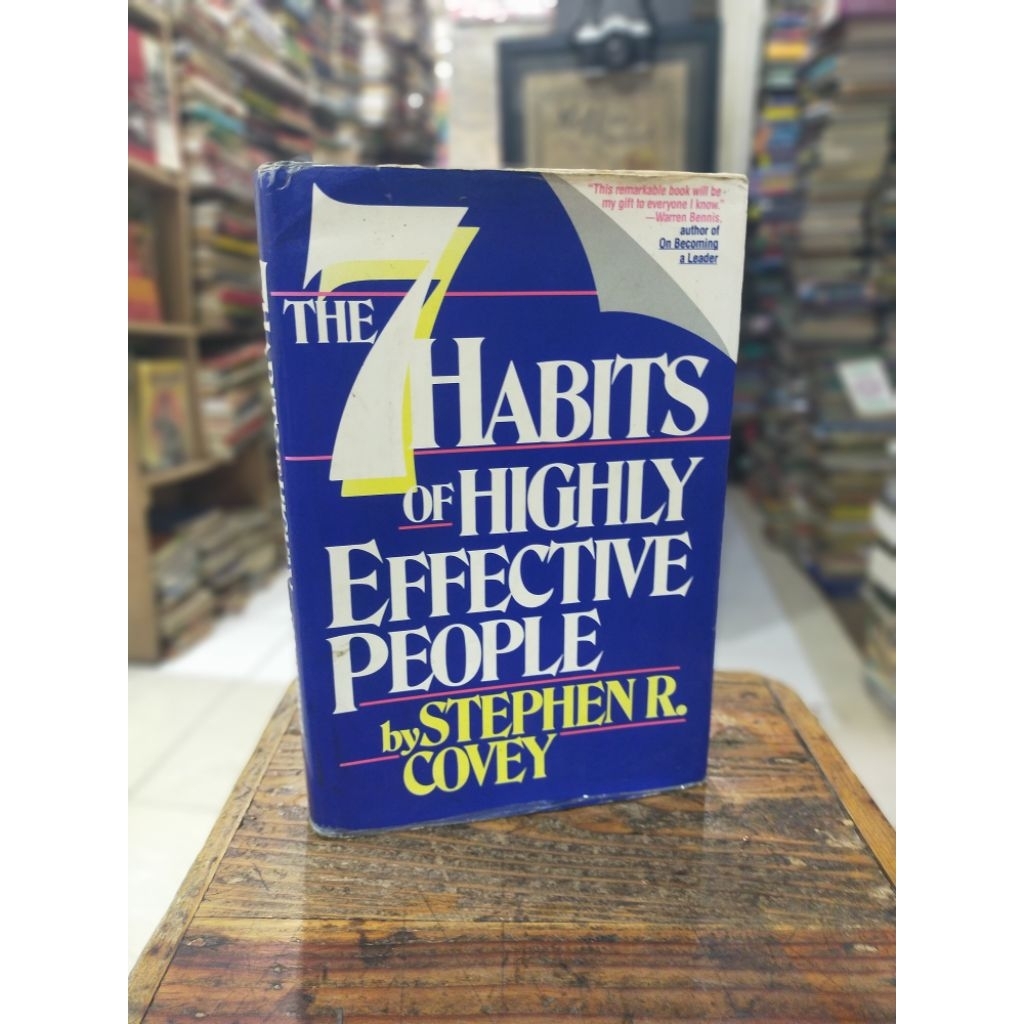 "This remarkable book will be
my gift to everyone I know."
—Warren Bennis,
author of
On Becoming
a Leader
THE 7 HABITS
OF HIGHLY
EFFECTIVE
PEOPLE
by STEPHEN R.
COVEY